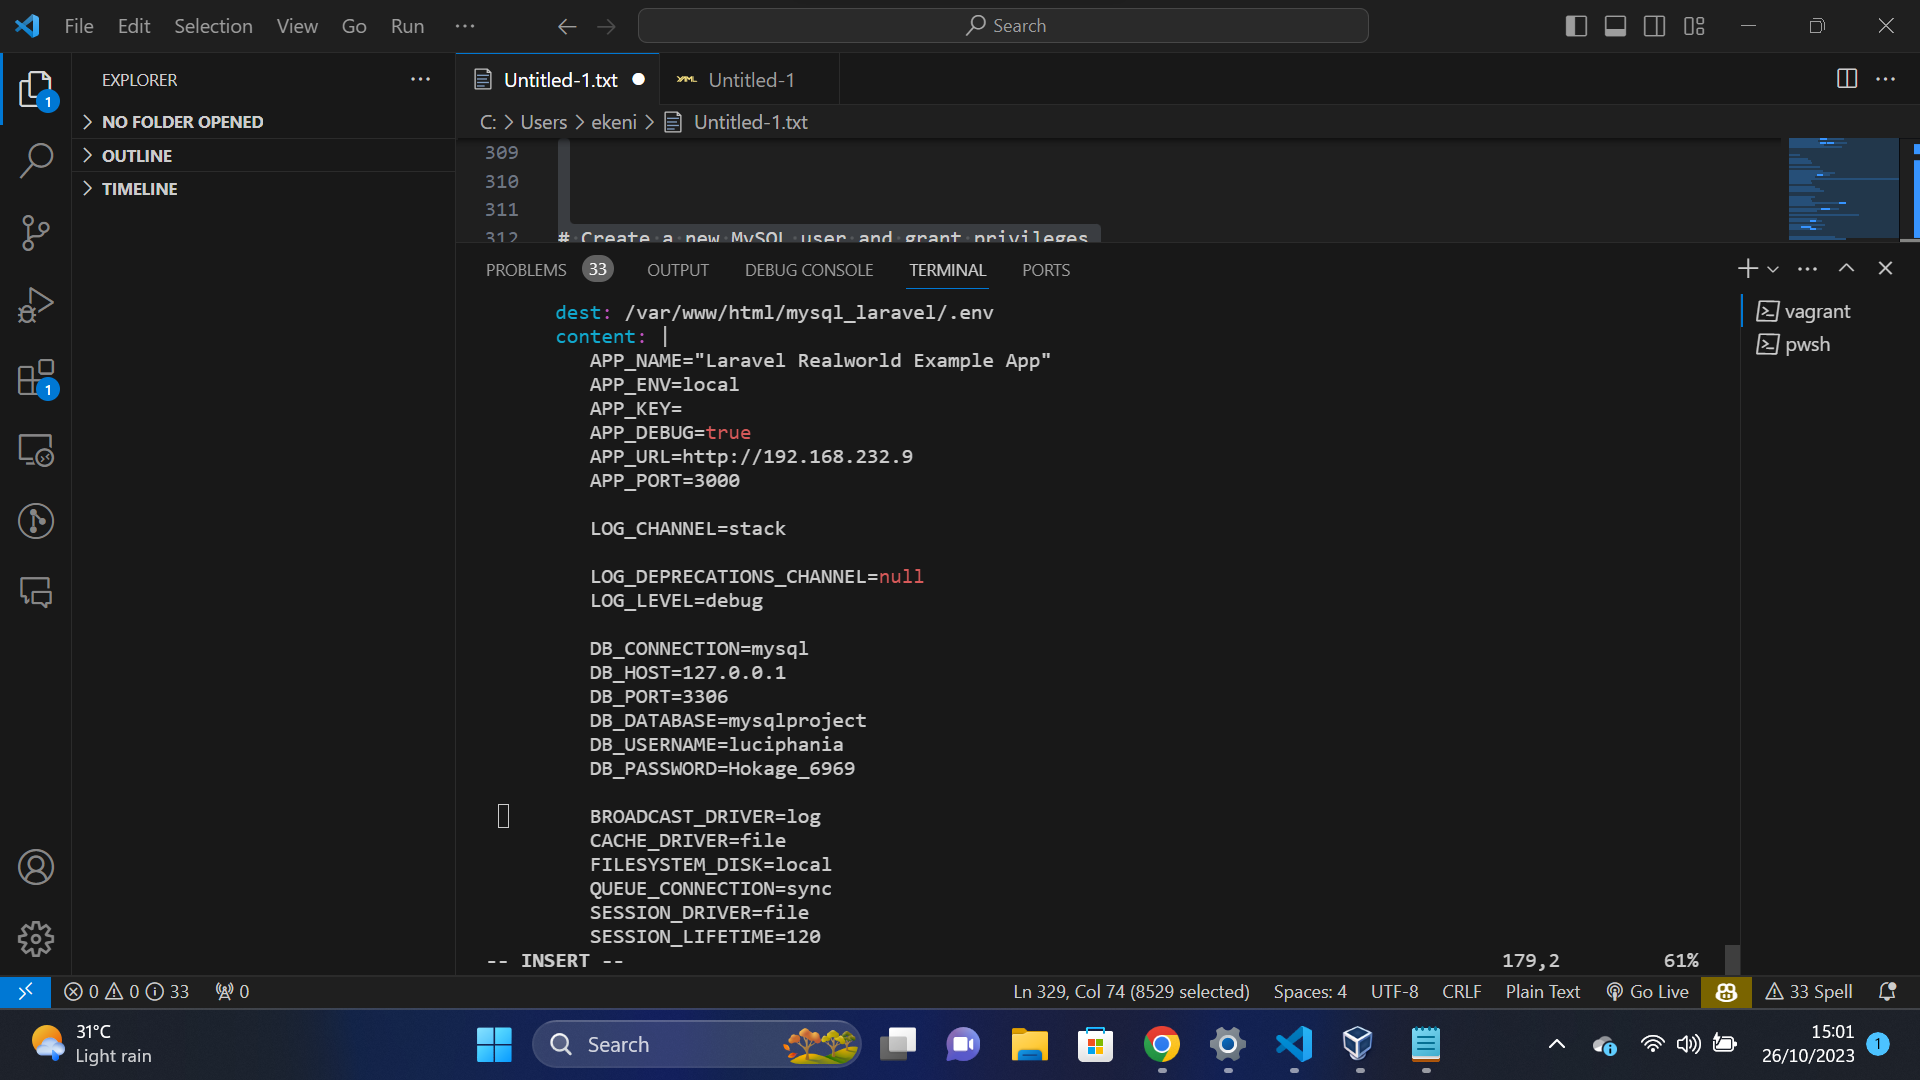 File Edit Selection View Go Run ···
Search
EXPLORER ···
NO FOLDER OPENED
OUTLINE
TIMELINE
1
1
Untitled-1.txt
YAML Untitled-1
C: > Users > ekeni > Untitled-1.txt
309
310
311
312 # Create a new MySQL user and grant privileges
PROBLEMS 33 OUTPUT DEBUG CONSOLE TERMINAL PORTS
vagrant
pwsh
dest: /var/www/html/mysql_laravel/.env
content: |
APP_NAME="Laravel Realworld Example App"
APP_ENV=local
APP_KEY=
APP_DEBUG=true
APP_URL=http://192.168.232.9
APP_PORT=3000
LOG_CHANNEL=stack
LOG_DEPRECATIONS_CHANNEL=null
LOG_LEVEL=debug
DB_CONNECTION=mysql
DB_HOST=127.0.0.1
DB_PORT=3306
DB_DATABASE=mysqlproject
DB_USERNAME=luciphania
DB_PASSWORD=Hokage_6969
BROADCAST_DRIVER=log
CACHE_DRIVER=file
FILESYSTEM_DISK=local
QUEUE_CONNECTION=sync
SESSION_DRIVER=file
SESSION_LIFETIME=120
-- INSERT -- 179,2 61%
0 0 33 0 Ln 329, Col 74 (8529 selected) Spaces: 4 UTF-8 CRLF Plain Text Go Live 33 Spell
31°C
Light rain
Search
15:01
26/10/2023
1